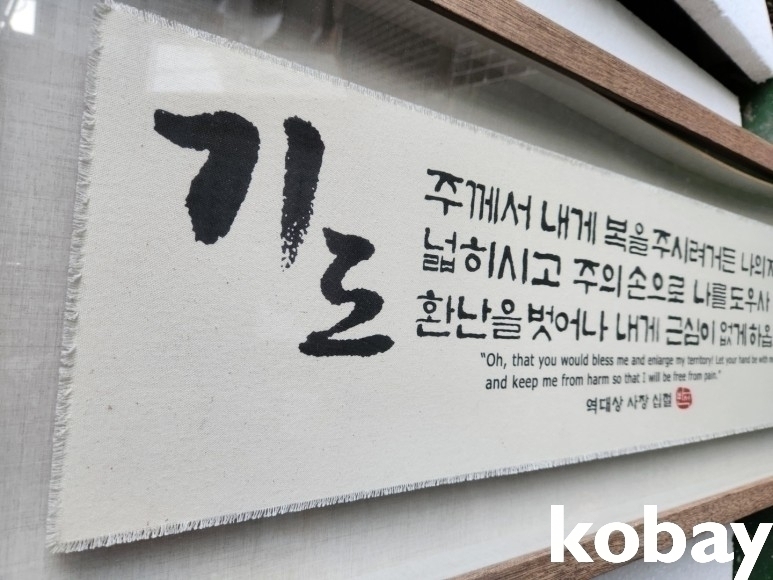 기도
주께서 내게 복을 주시려거든 나의
넓히시고 주의 손으로 나를 도우사
환난을 벗어나 내게 근심이 없게 하옵
"Oh, that you would bless me and enlarge my territory! Let your hand be with
and keep me from harm so that I will be free from pain."
역대상 사장 십절
kobay